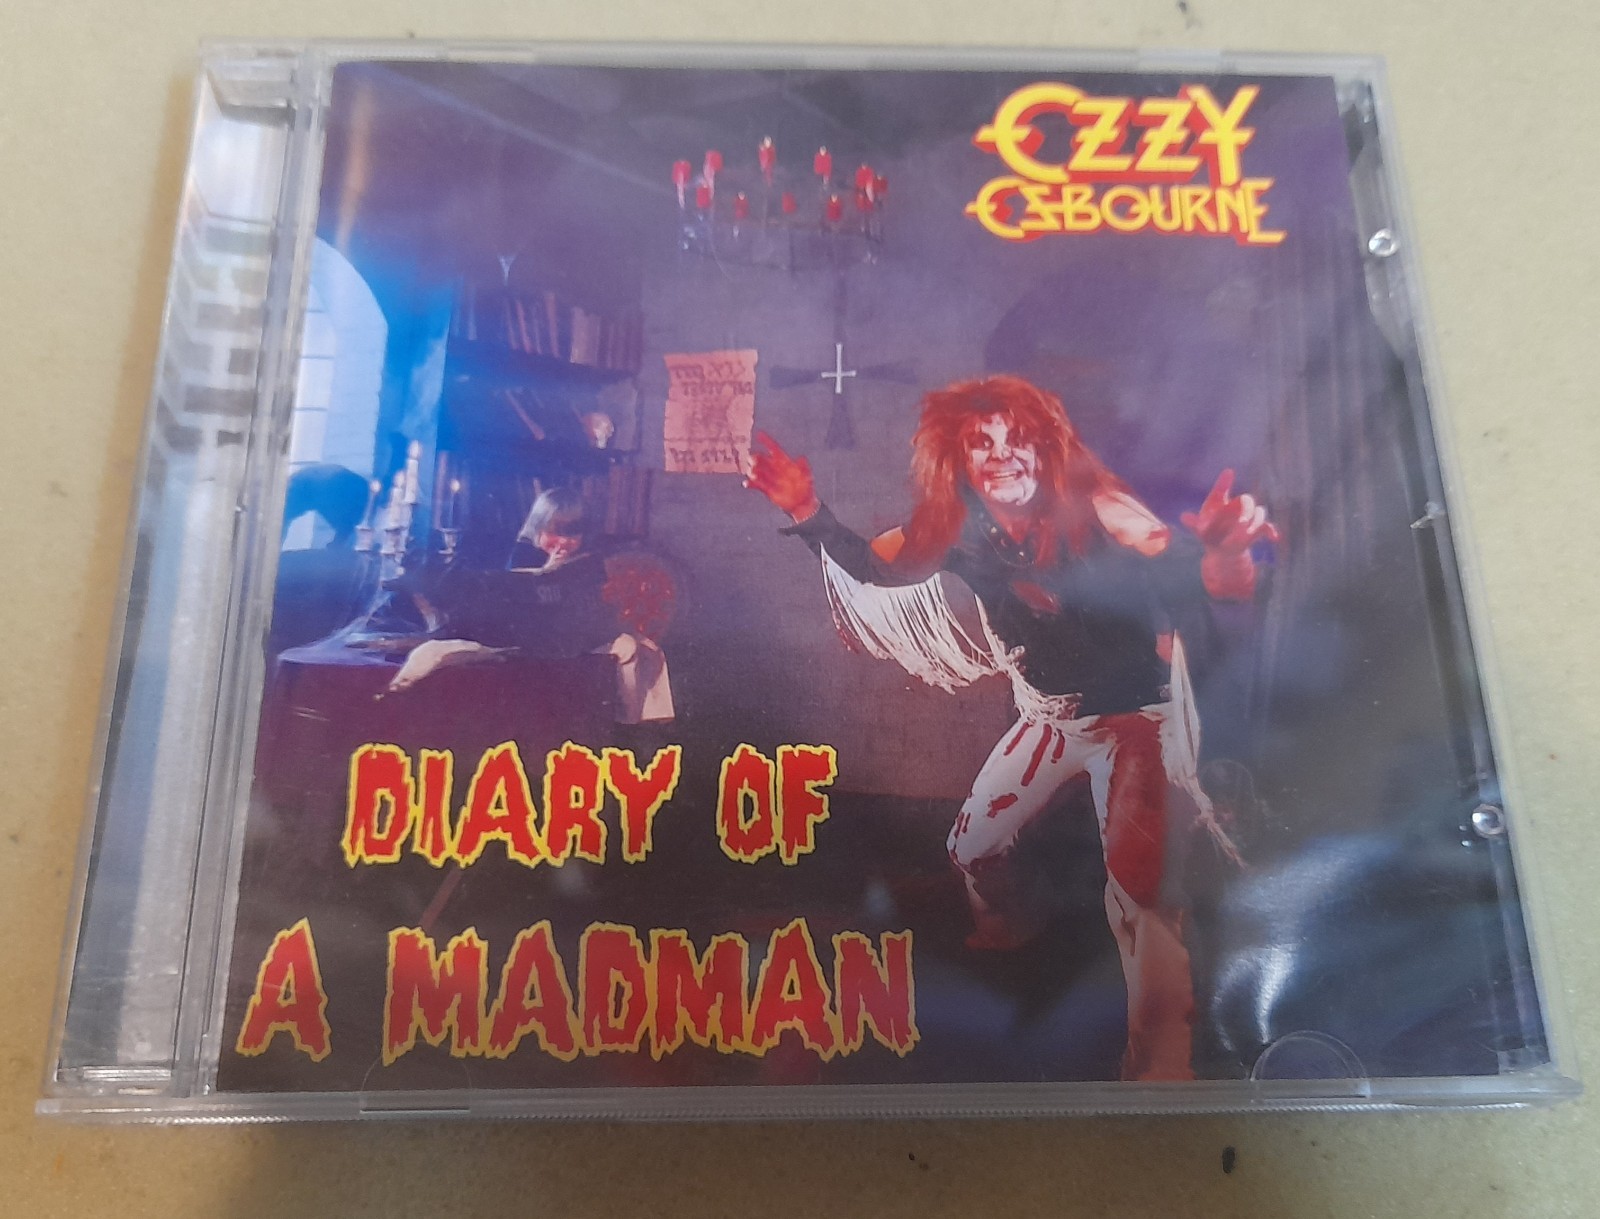 OZZY
OSBOURNE
DIARY OF
A MADMAN